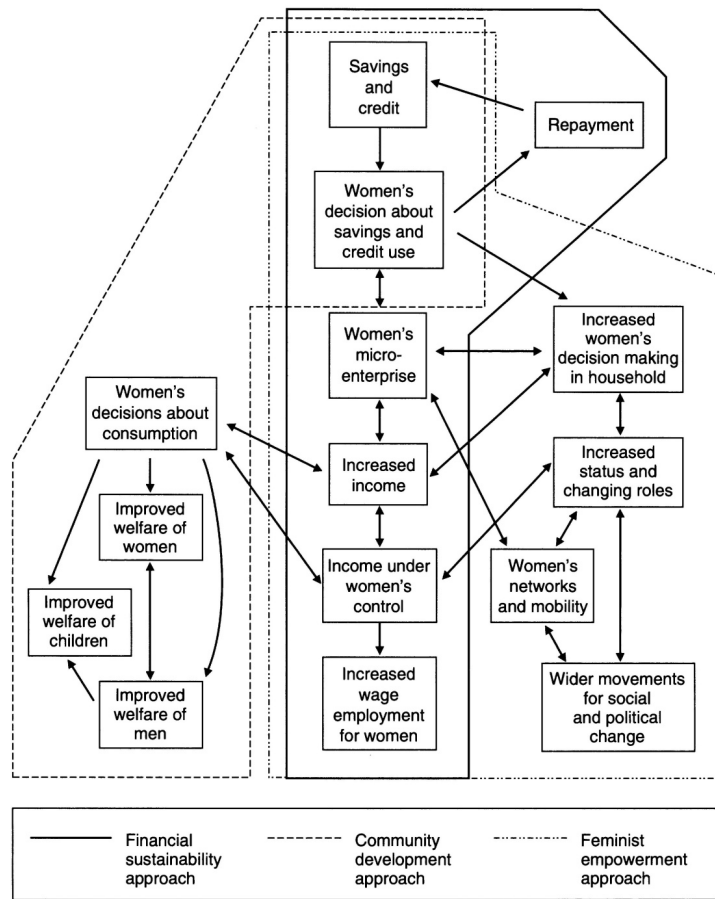 Savings
and
credit
Repayment
Women's
decision about
savings and
credit use
Women's
micro-
enterprise
Increased
women's
decision making
in household
Women's
decisions about
consumption
Increased
income
Increased
status and
changing roles
Improved
welfare of
women
Income under
women's
control
Women's
networks
and mobility
Improved
welfare of
children
Improved
welfare of
men
Increased
wage
employment
for women
Wider movements
for social
and political
change
Financial
sustainability
approach
Community
development
approach
Feminist
empowerment
approach